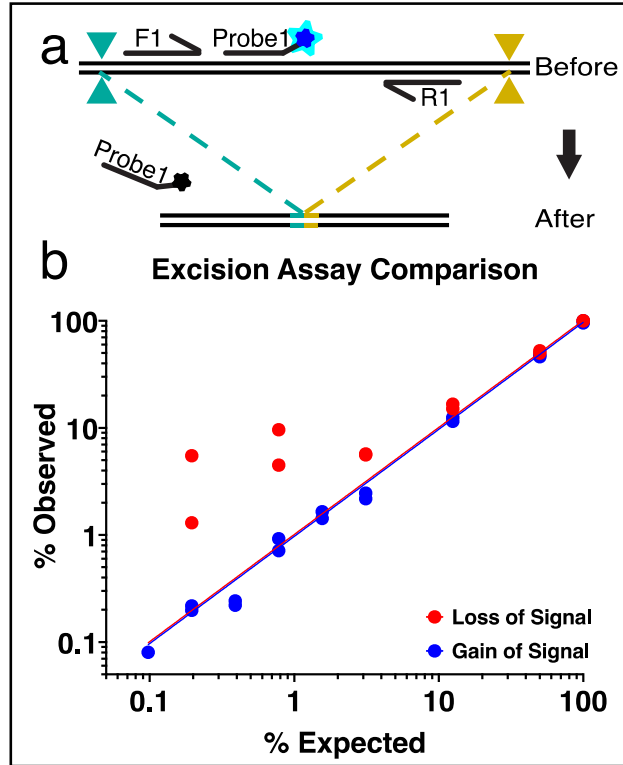 a
F1
Probe1
Before
R1
Probe1
After
b
Excision Assay Comparison
% Observed
100
10
1
0.1
Loss of Signal
Gain of Signal
0.1 1 10 100
% Expected